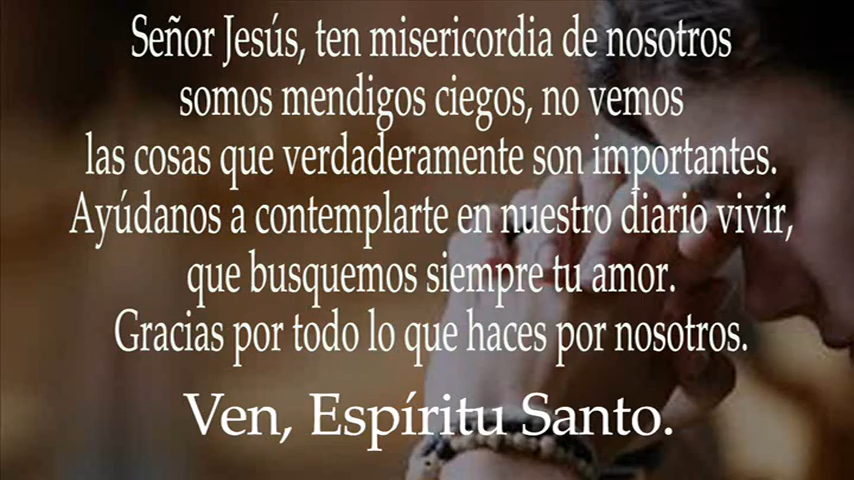 Señor Jesús, ten misericordia de nosotros
somos mendigos ciegos, no vemos
las cosas que verdaderamente son importantes.
Ayúdanos a contemplarte en nuestro diario vivir,
que busquemos siempre tu amor.
Gracias por todo lo que haces por nosotros.
Ven, Espíritu Santo.